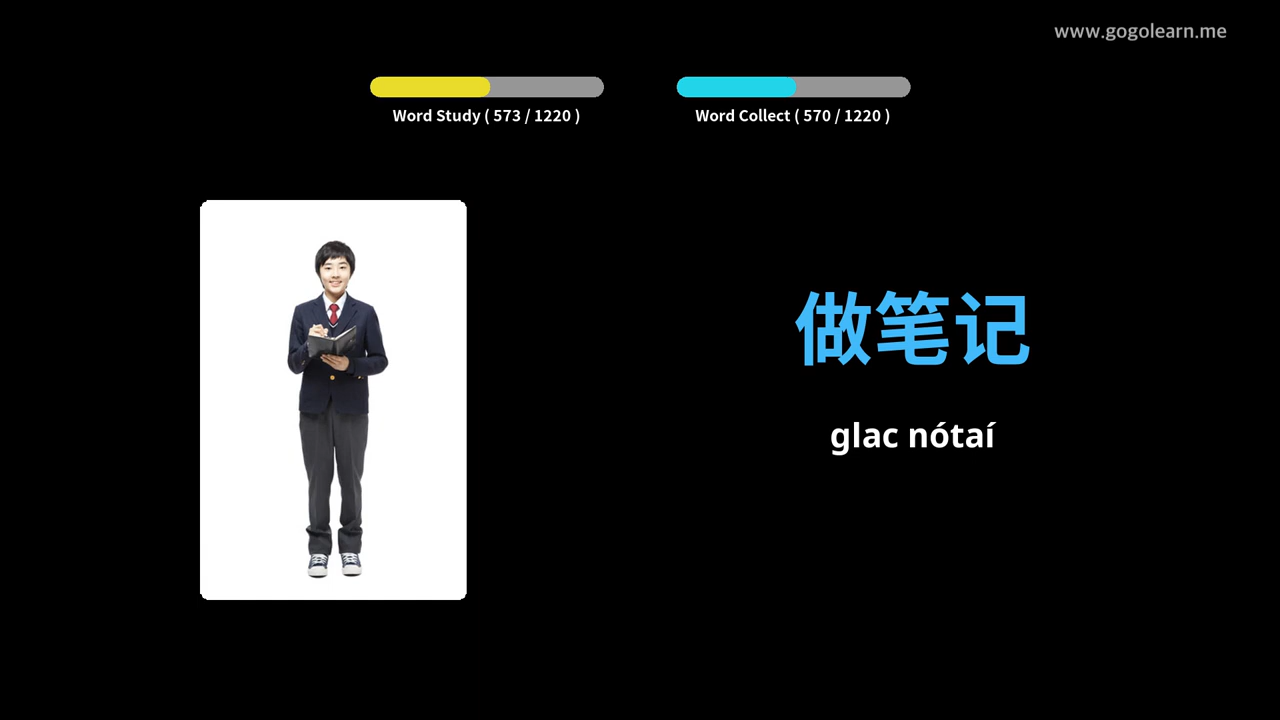 www.gogolearn.me
Word Study ( 573 / 1220 )
Word Collect ( 570 / 1220 )
做笔记
glac nótaí